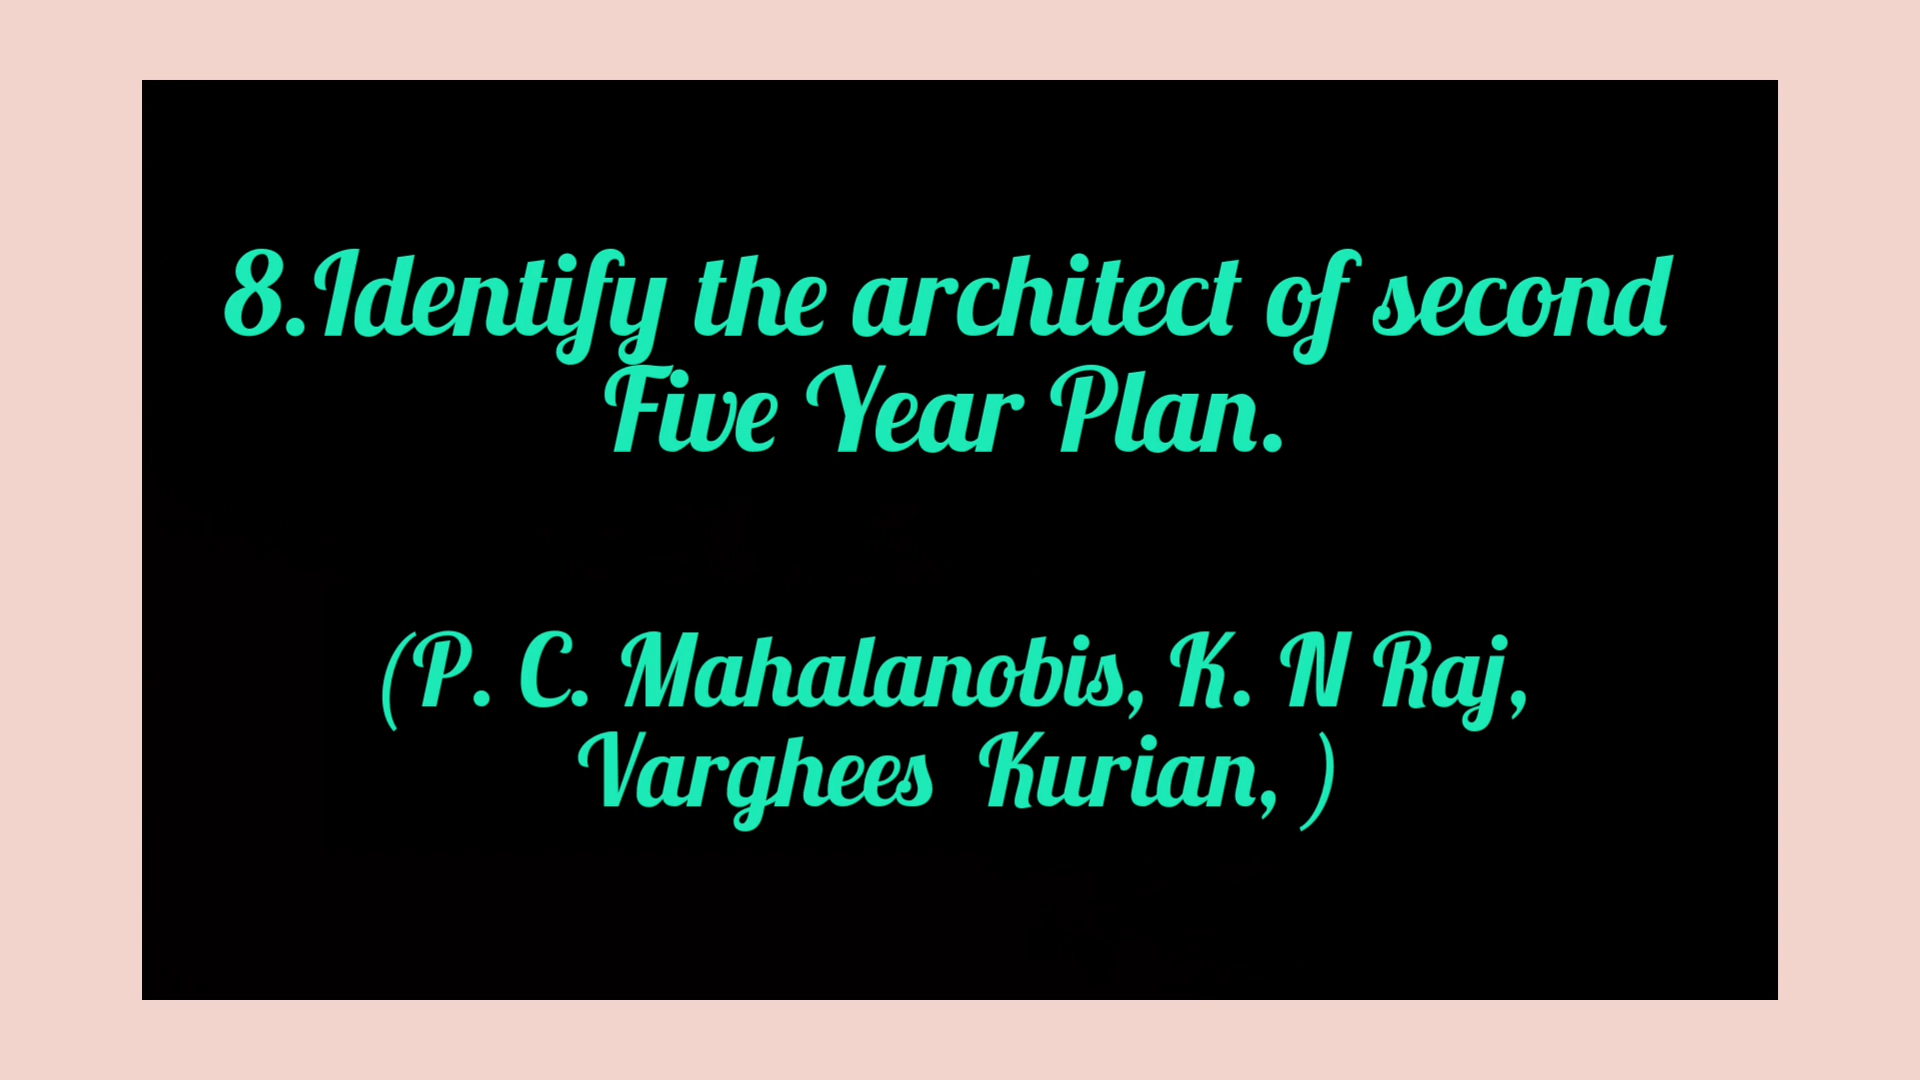 8.Identify the architect of second
Five Year Plan.
(P. C. Mahalanobis, K. N Raj,
Varghees Kurian, )